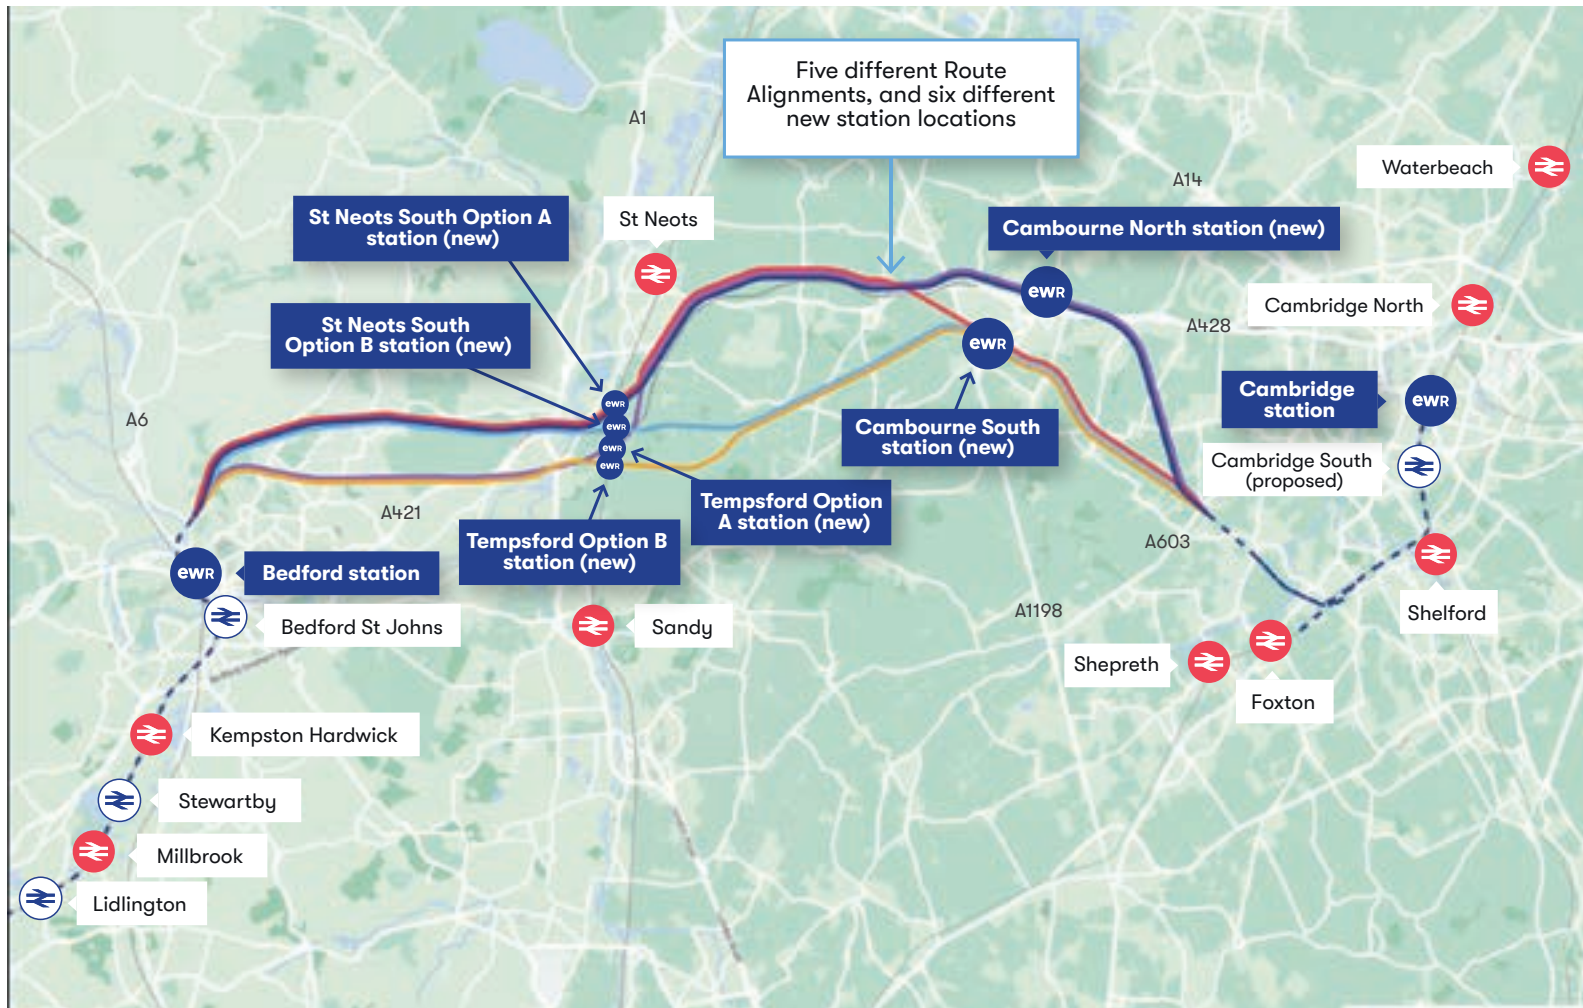 Five different Route
Alignments, and six different
new station locations
A1
A14
Waterbeach
St Neots South Option A
station (new)
St Neots
Cambourne North station (new)
ewR
Cambridge North
St Neots South
Option B station (new)
A428
ewR
Cambridge
station
ewR
ewR
A6
ewR
ewR
ewR
Cambourne South
station (new)
Cambridge South
(proposed)
Tempsford Option
A station (new)
A421
Tempsford Option B
station (new)
A603
ewR
Bedford station
Bedford St Johns
Sandy
A1198
Shelford
Shepreth
Foxton
Kempston Hardwick
Stewartby
Millbrook
Lidlington